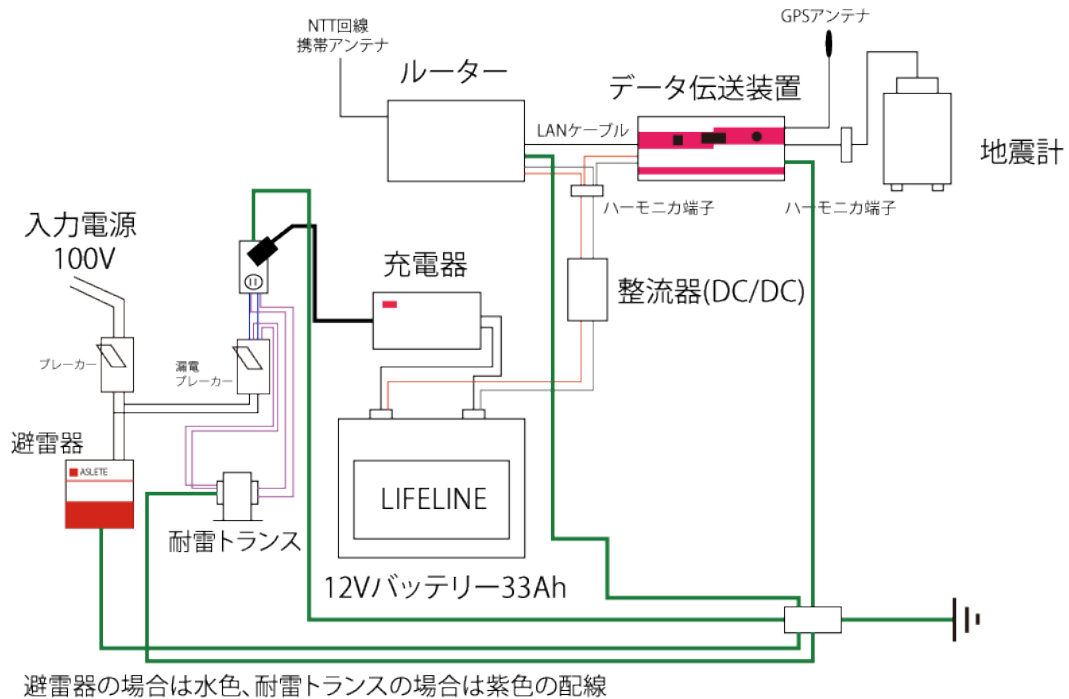 GPSアンテナ
NTT回線
携帯アンテナ
ルーター
データ伝送装置
LANケーブル
地震計
ハーモニカ端子
ハーモニカ端子
入力電源
100V
充電器
整流器(DC/DC)
ブレーカー
漏電
ブレーカー
避雷器
ASLETE
LIFELINE
耐雷トランス
12Vバッテリー33Ah
避雷器の場合は水色、耐雷トランスの場合は紫色の配線